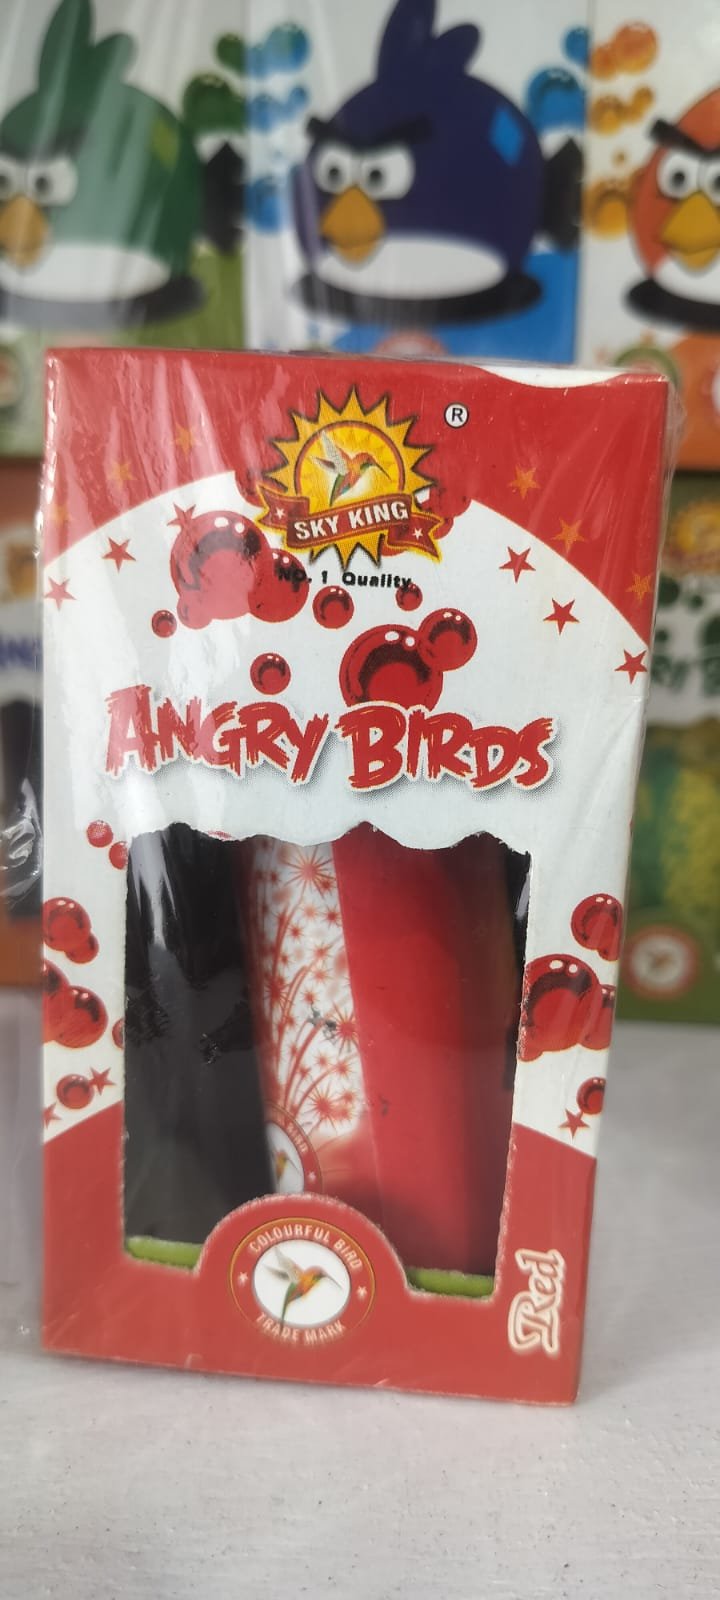 ®
SKY KING
NO. 1 Quality
ANGRY BIRDS
COLOURFUL BIRD
TRADE MARK
Red